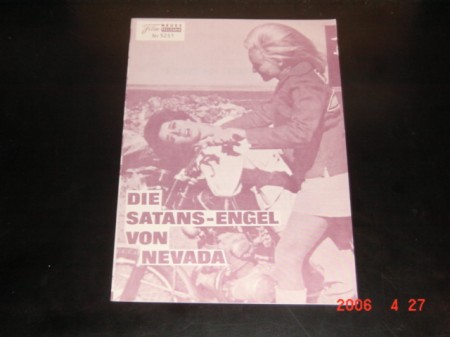 DIE
SATANS-ENGEL
VON
NEVADA
2006 4 27